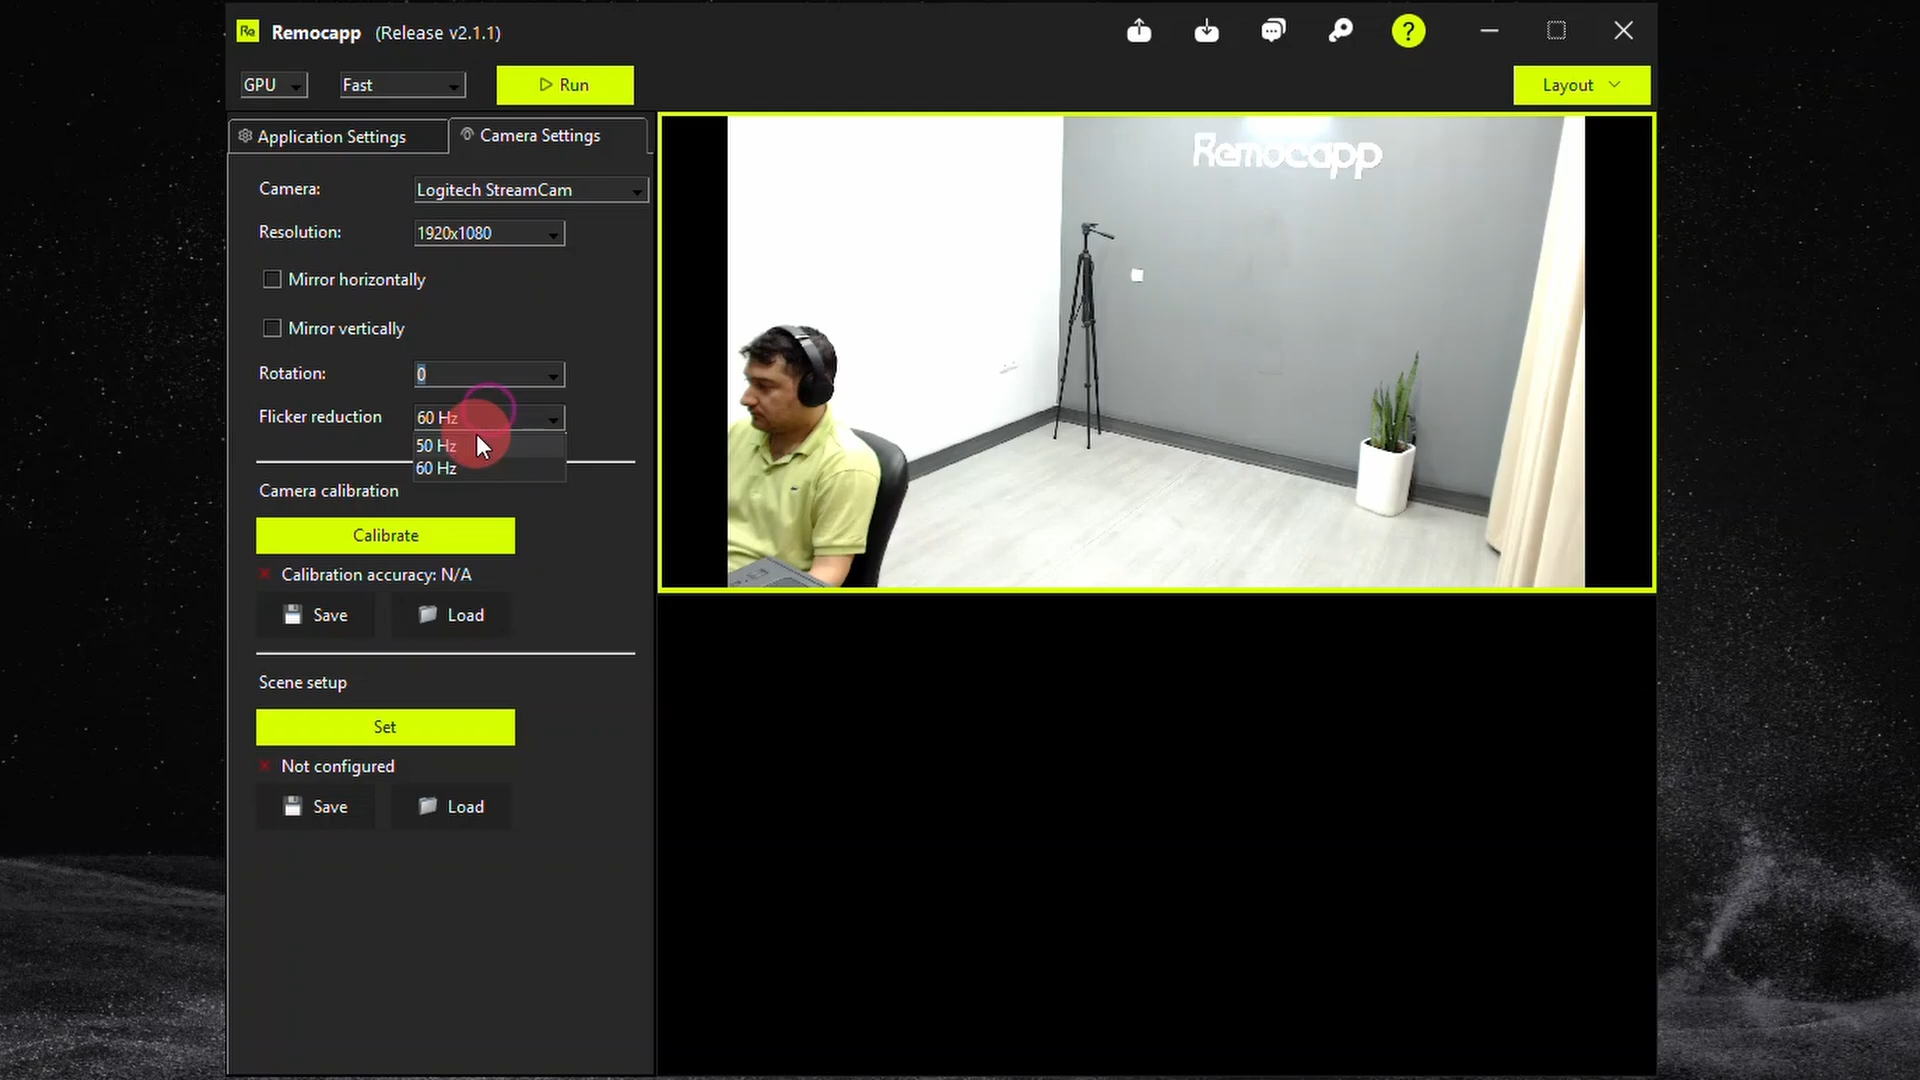 Re Remocapp (Release v2.1.1) ?
GPU Fast Run Layout
Application Settings Camera Settings
Camera: Logitech StreamCam
Resolution: 1920x1080
Mirror horizontally
Mirror vertically
Rotation: 0
Flicker reduction 60 Hz
50 Hz
60 Hz
Camera calibration
Calibrate
Calibration accuracy: N/A
Save Load
Scene setup
Set
Not configured
Save Load
Remocapp